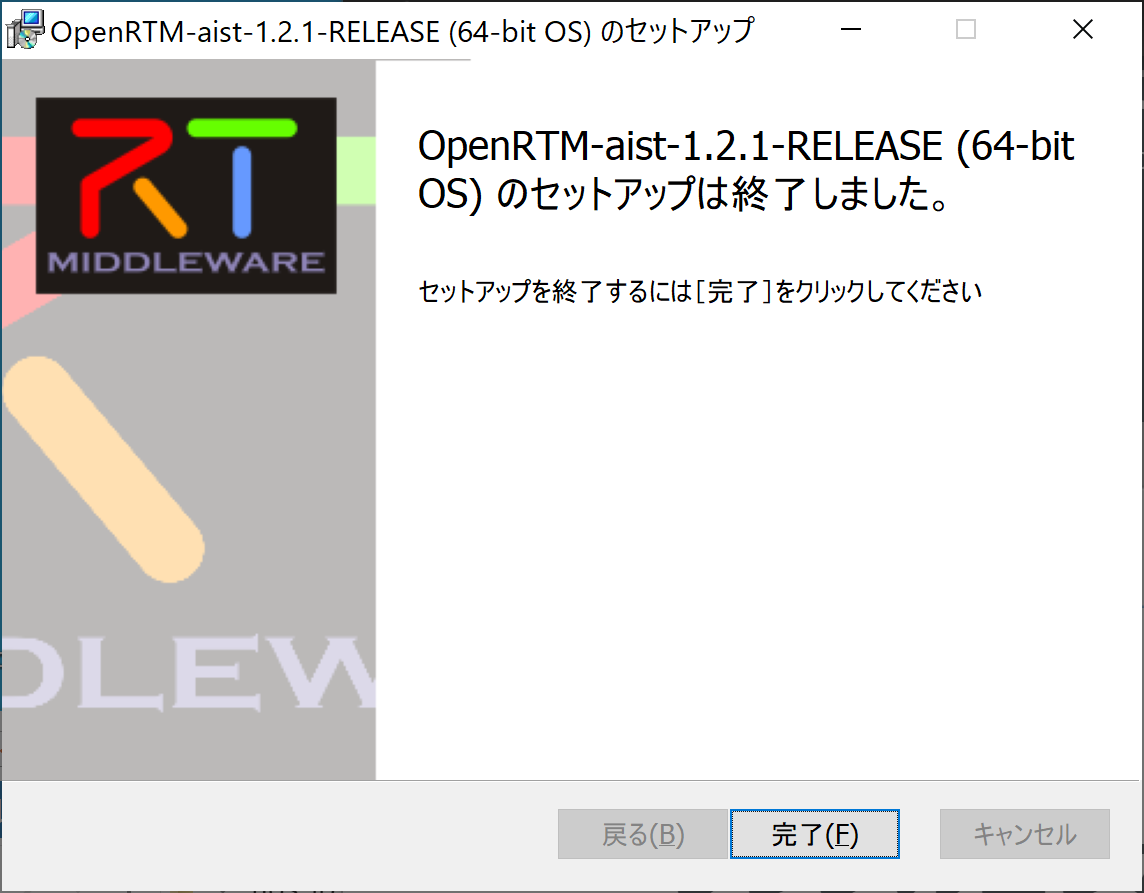 OpenRTM-aist-1.2.1-RELEASE (64-bit OS) のセットアップ
RT
MIDDLEWARE
OpenRTM-aist-1.2.1-RELEASE (64-bit
OS) のセットアップは終了しました。
セットアップを終了するには[完了]をクリックしてください
DLEW
戻る(B)
完了(F)
キャンセル